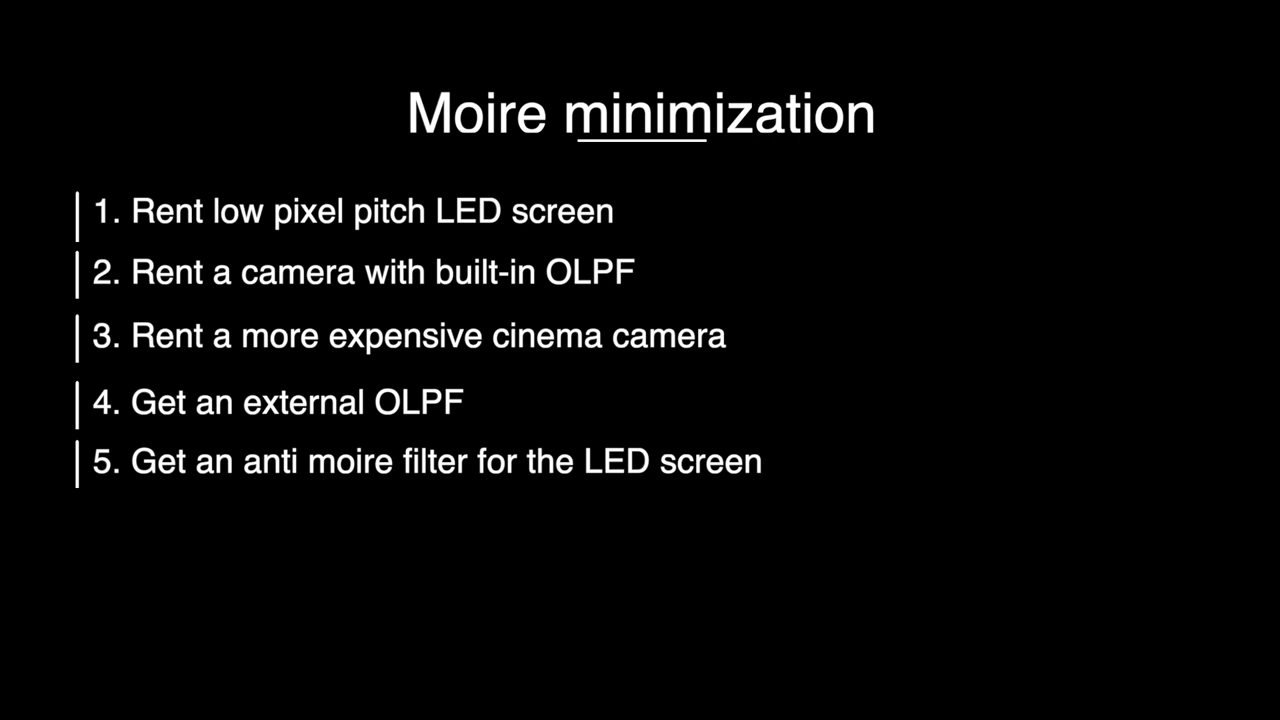 Moire minimization
1. Rent low pixel pitch LED screen
2. Rent a camera with built-in OLPF
3. Rent a more expensive cinema camera
4. Get an external OLPF
5. Get an anti moire filter for the LED screen